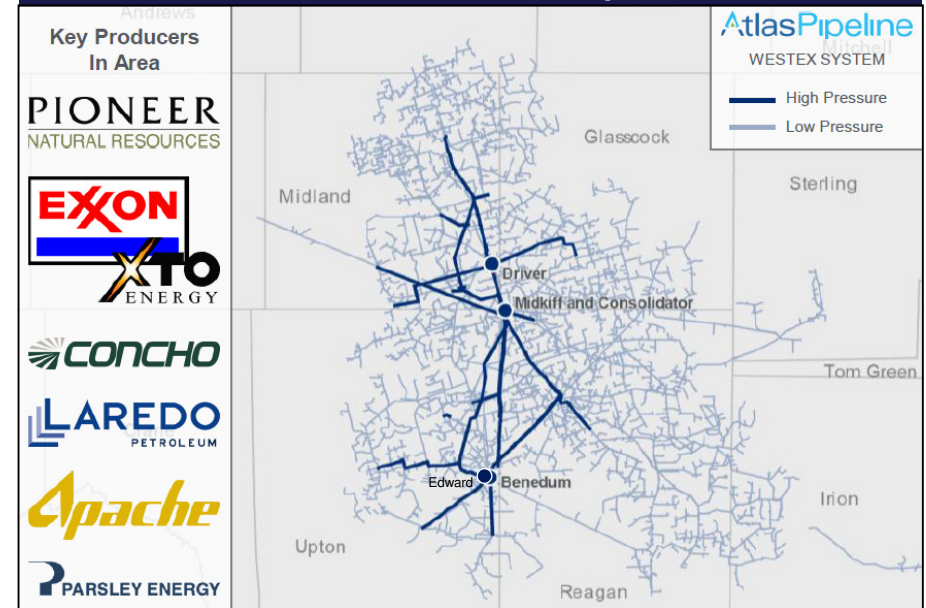 Andrews
Key Producers
In Area
PIONEER
NATURAL RESOURCES
EXXON
XTO
ENERGY
CONCHO
LAREDO
PETROLEUM
Apache
PARSLEY ENERGY
AtlasPipeline
Mitchell
WESTEX SYSTEM
High Pressure
Low Pressure
Glasscock
Midland
Sterling
Driver
Midkiff and Consolidator
Tom Green
Edward
Benedum
Irion
Upton
Reagan